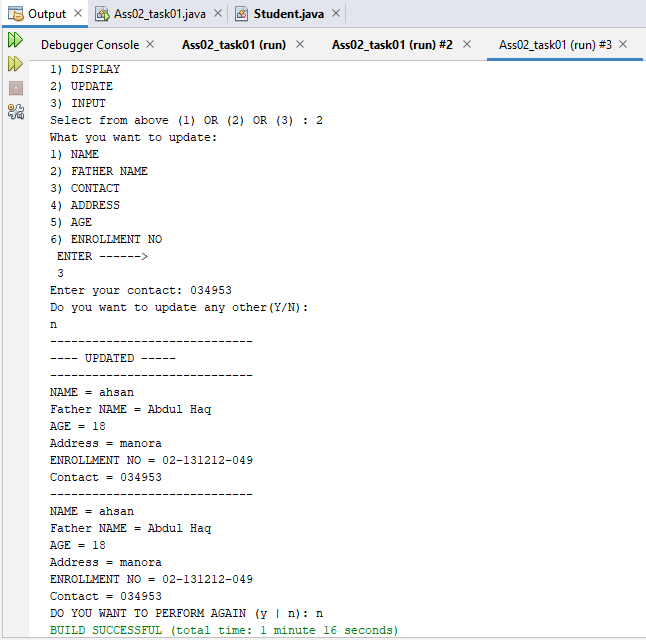 Output × Ass02_task01.java × Student.java ×
Debugger Console × Ass02_task01 (run) × Ass02_task01 (run) #2 × Ass02_task01 (run) #3 ×
1) DISPLAY
2) UPDATE
3) INPUT
Select from above (1) OR (2) OR (3) : 2
What you want to update:
1) NAME
2) FATHER NAME
3) CONTACT
4) ADDRESS
5) AGE
6) ENROLLMENT NO
ENTER ------>
3
Enter your contact: 034953
Do you want to update any other(Y/N):
n
-----------------------------
---- UPDATED -----
-----------------------------
NAME = ahsan
Father NAME = Abdul Haq
AGE = 18
Address = manora
ENROLLMENT NO = 02-131212-049
Contact = 034953
-----------------------------
NAME = ahsan
Father NAME = Abdul Haq
AGE = 18
Address = manora
ENROLLMENT NO = 02-131212-049
Contact = 034953
DO YOU WANT TO PERFORM AGAIN (y | n): n
BUILD SUCCESSFUL (total time: 1 minute 16 seconds)